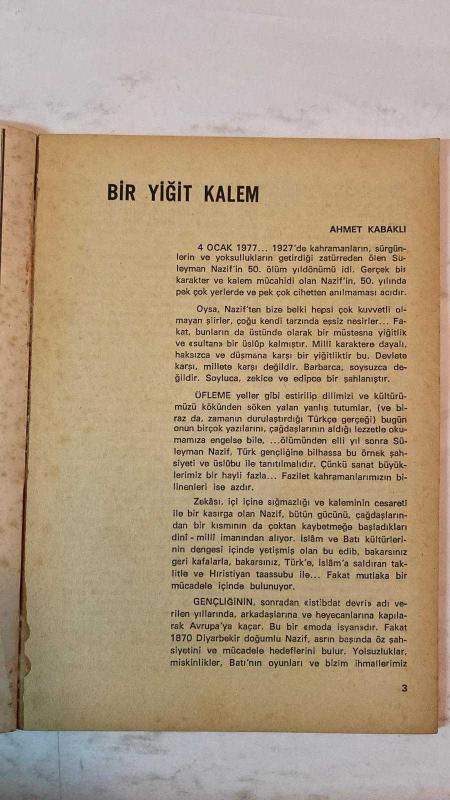 BİR YİĞİT KALEM
AHMET KABAKLI
4 OCAK 1977... 1927'de kahramanların, sürgün-
lerin ve yoksullukların getirdiği zatürreden ölen Sü-
leyman Nazif'in 50. ölüm yıldönümü idi. Gerçek bir
karakter ve kalem mücahidi olan Nazif'in, 50. yılında
pek çok yerlerde ve pek çok cihetten anılmaması acıdır.
Oysa, Nazif'ten bize belki hepsi çok kuvvetli ol-
mayan şiirler, çoğu kendi tarzında eşsiz nesirler... Fa-
kat, bunların da üstünde olarak bir müstesna yiğitlik
ve «sultan» bir üslûp kalmıştır. Millî karaktere dayalı,
haksızca ve düşmana karşı bir yiğitliktir bu. Devlete
karşı, millete karşı değildir. Barbarca, soysuzca de-
ğildir. Soyluca, zekice ve edipce bir şahlanıştır.
ÜFLEME yeller gibi estirilip dilimizi ve kültürü-
müzü kökünden söken yalan yanlış tutumlar, (ve bi-
raz da, zamanın durulaştırdığı Türkçe gerçeği) bugün
onun birçok yazılarını, çağdaşlarının aldığı lezzetle oku-
mamıza engelse bile, ...ölümünden elli yıl sonra Sü-
leyman Nazif, Türk gençliğine bilhassa bu örnek şah-
siyeti ve üslûbu ile tanıtılmalıdır. Çünkü sanat büyük-
lerimiz bir hayli fazla... Fazilet kahramanlarımızın bi-
linenleri ise azdır.
Zekâsı, içi içine sığmazlığı ve kaleminin cesareti
ile bir kasırga olan Nazif, bütün gücünü, çağdaşların-
dan bir kısmının da çoktan kaybetmeğe başladıkları
dinî - millî imanından alıyor. İslâm ve Batı kültürleri-
nin dengesi içinde yetişmiş olan bu edib, bakarsınız
geri kafalarla, bakarsınız, Türk'e, İslâm'a saldıran tak-
litle ve Hıristiyan taassubu ile... Fakat mutlaka bir
mücadele içinde bulunuyor.
GENÇLİĞİNİN, sonradan «istibdat devri» adı ve-
rilen yıllarında, arkadaşlarına ve heyecanlarına kapıla-
rak Avrupa'ya kaçar. Bu bir «moda isyan»dır. Fakat
1870 Diyarbekir doğumlu Nazif, asrın başında öz şah-
siyetini ve mücadele hedeflerini bulur. Yolsuzluklar,
miskinlikler, Batı'nın oyunları ve bizim ihmallerimiz
3